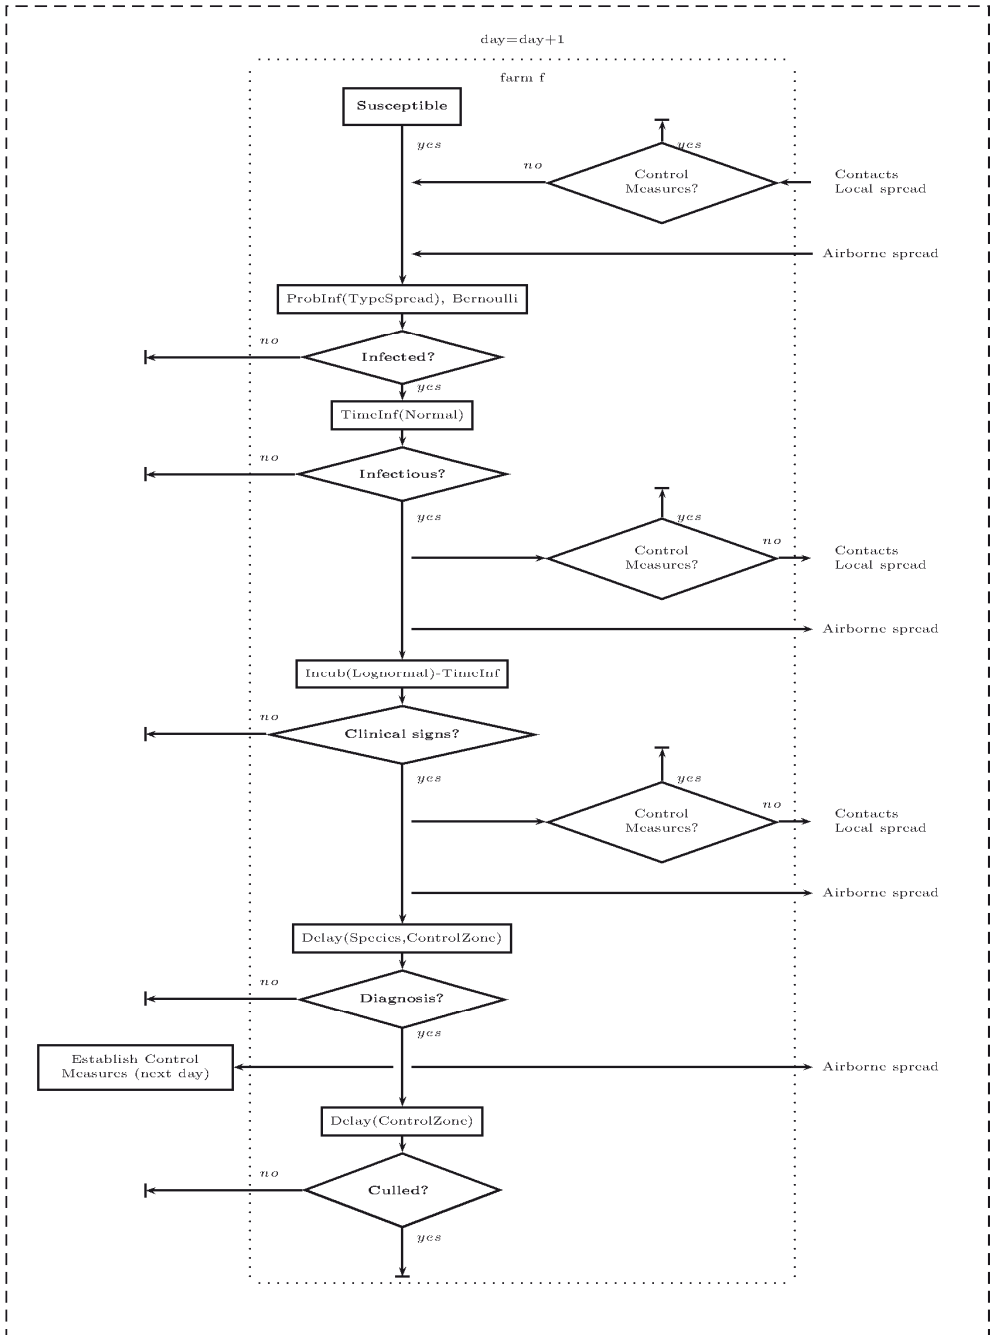 day=day+1
farm f
Susceptible
yes
yes
no
Control
Measures?
Contacts
Local spread
Airborne spread
ProbInf(TypeSpread), Bernoulli
no
Infected?
yes
TimeInf(Normal)
no
Infectious?
yes
yes
no
Control
Measures?
Contacts
Local spread
Airborne spread
Incub(Lognormal)-TimeInf
no
Clinical signs?
yes
yes
no
Control
Measures?
Contacts
Local spread
Airborne spread
Delay(Species,ControlZone)
no
Diagnosis?
yes
Establish Control
Measures (next day)
Airborne spread
Delay(ControlZone)
no
Culled?
yes